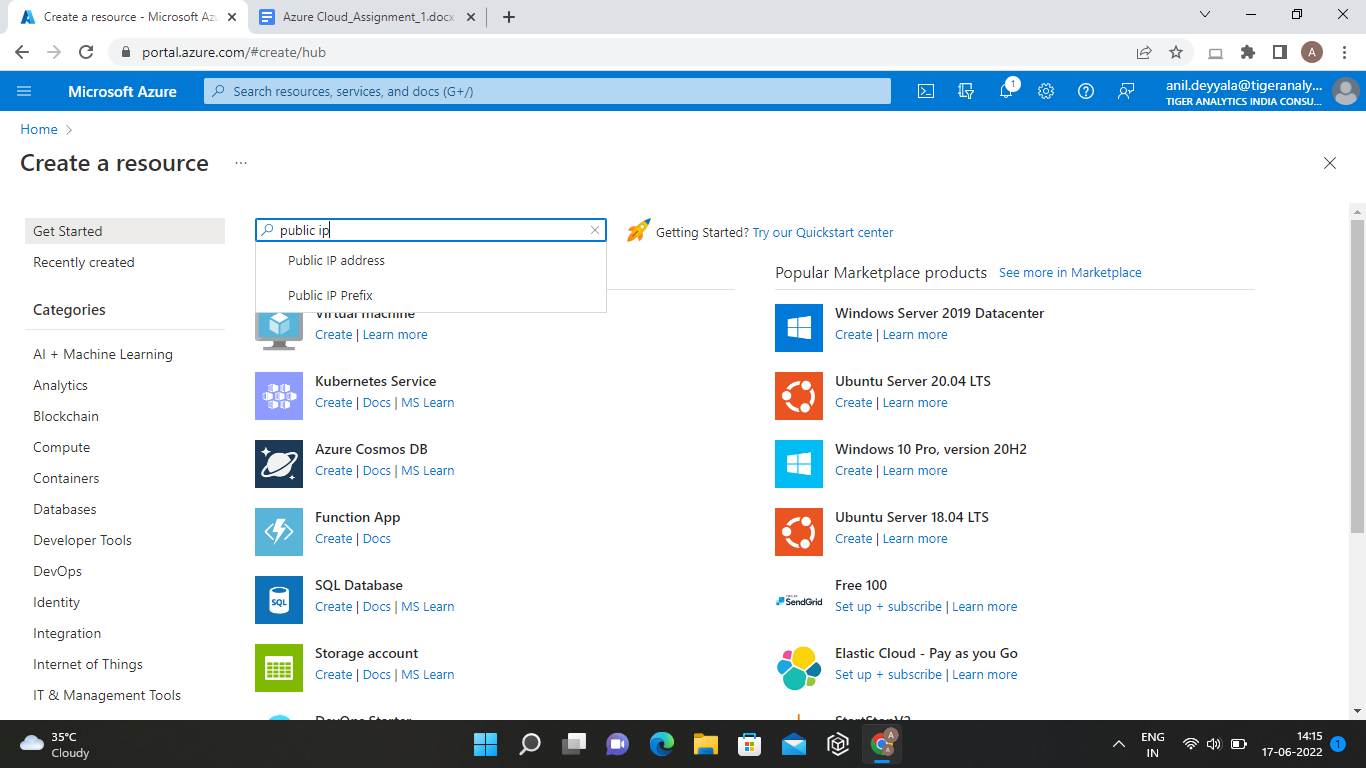 Create a resource - Microsoft Azu
Azure Cloud_Assignment_1.docx
portal.azure.com/#create/hub
A
Microsoft Azure
Search resources, services, and docs (G+/)
1
anil.deyyala@tigeranaly...
TIGER ANALYTICS INDIA CONSU...
Home
Create a resource
...
Get Started
Recently created
Categories
AI + Machine Learning
Analytics
Blockchain
Compute
Containers
Databases
Developer Tools
DevOps
Identity
Integration
Internet of Things
IT & Management Tools
public ip
Public IP address
Public IP Prefix
Getting Started? Try our Quickstart center
Virtual machine
Create | Learn more
Kubernetes Service
Create | Docs | MS Learn
Azure Cosmos DB
Create | Docs | MS Learn
Function App
Create | Docs
SQL
SQL Database
Create | Docs | MS Learn
Storage account
Create | Docs | MS Learn
DevOps Starter
Popular Marketplace products See more in Marketplace
Windows Server 2019 Datacenter
Create | Learn more
Ubuntu Server 20.04 LTS
Create | Learn more
Windows 10 Pro, version 20H2
Create | Learn more
Ubuntu Server 18.04 LTS
Create | Learn more
SendGrid
Free 100
Set up + subscribe | Learn more
Elastic Cloud - Pay as you Go
Set up + subscribe | Learn more
StartStopV2
35°C
Cloudy
A
ENG
IN
14:15
17-06-2022
1